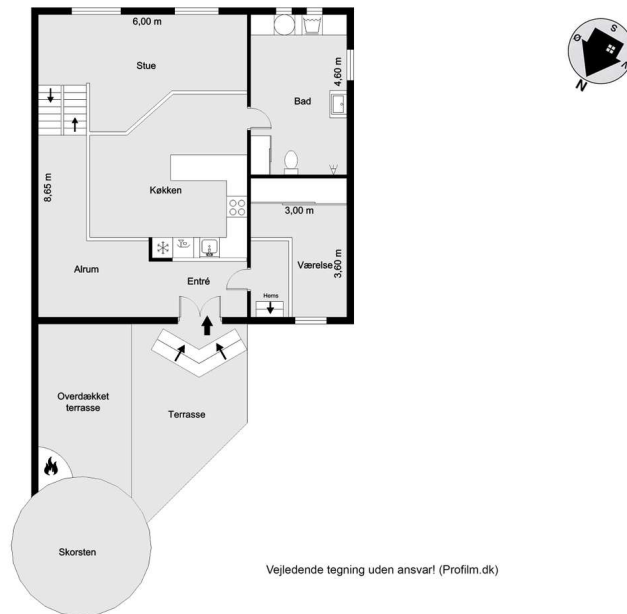 6,00 m
Stue
4,60 m
Bad
S
Ø
V
N
8,65 m
Køkken
3,00 m
Værelse
3,60 m
Alrum
Entré
Hems
Overdækket
terrasse
Terrasse
Skorsten
Vejledende tegning uden ansvar! (Profilm.dk)